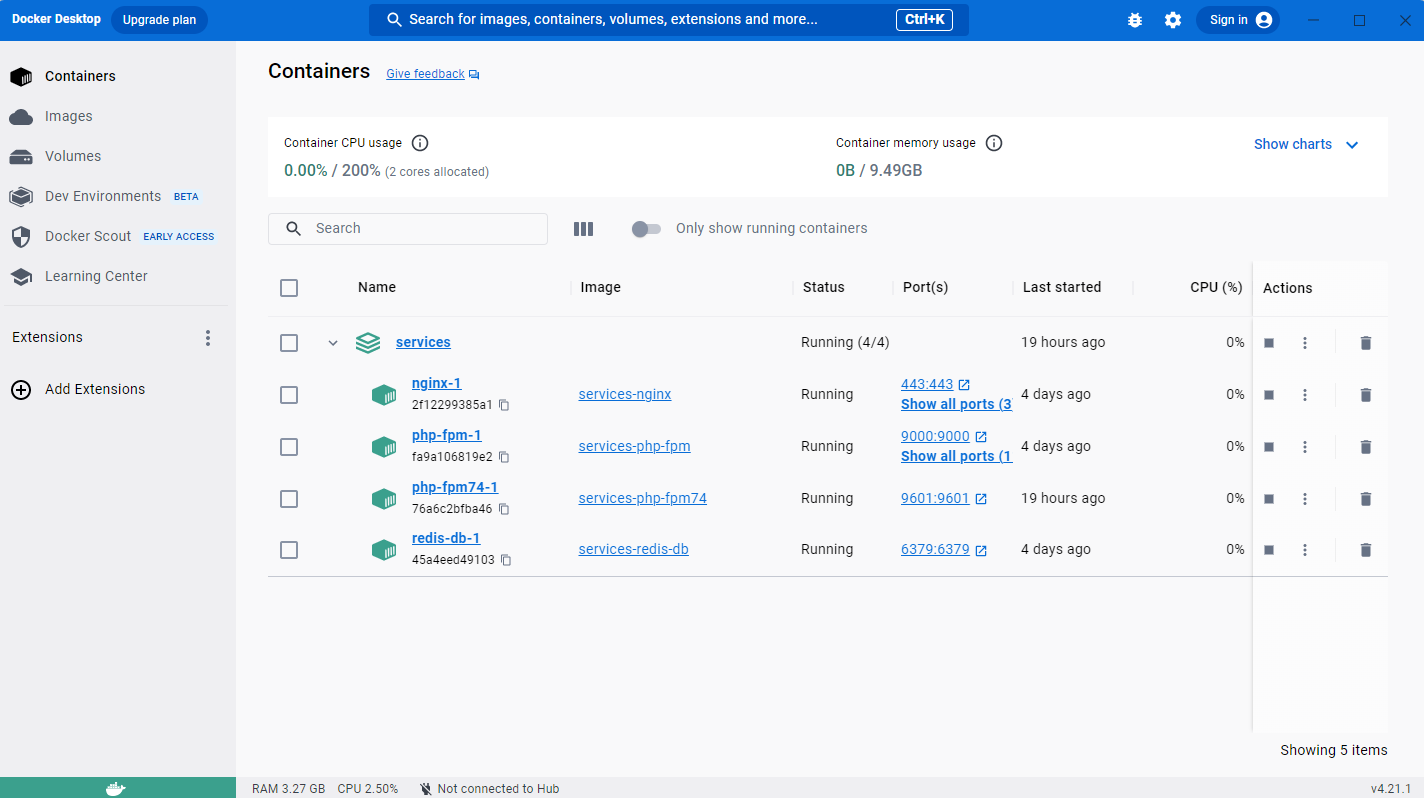 Docker Desktop Upgrade plan Search for images, containers, volumes, extensions and more... Ctrl+K Sign in
Containers
Images
Volumes
Dev Environments BETA
Docker Scout EARLY ACCESS
Learning Center
Extensions
Add Extensions
Containers Give feedback
Container CPU usage Container memory usage Show charts
0.00% / 200% (2 cores allocated) 0B / 9.49GB
Search Only show running containers
Name Image Status Port(s) Last started CPU (%) Actions
services Running (4/4) 19 hours ago 0%
nginx-1 443:443
services-nginx Running 4 days ago 0%
2f12299385a1 Show all ports (3
php-fpm-1 9000:9000
services-php-fpm Running 4 days ago 0%
fa9a106819e2 Show all ports (1
php-fpm74-1
services-php-fpm74 Running 9601:9601 19 hours ago 0%
76a6c2bfba46
redis-db-1
services-redis-db Running 6379:6379 4 days ago 0%
45a4eed49103
Showing 5 items
RAM 3.27 GB CPU 2.50% Not connected to Hub v4.21.1